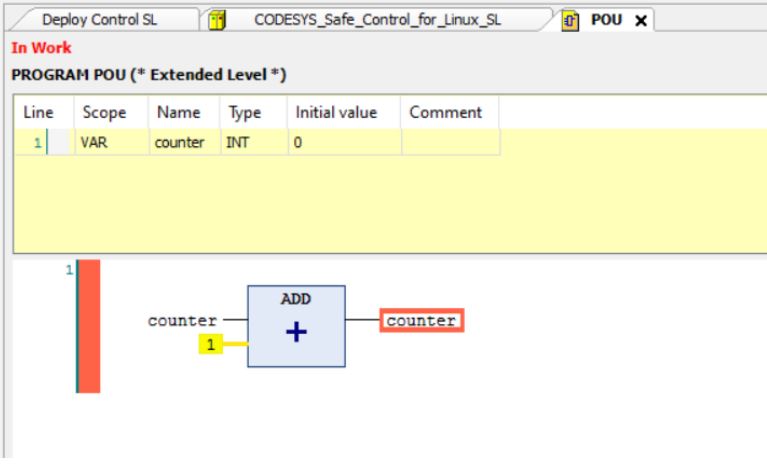 Deploy Control SL CODESYS_Safe_Control_for_Linux_SL POU
In Work
PROGRAM POU (* Extended Level *)
Line Scope Name Type Initial value Comment
1 VAR counter INT 0
1
ADD
counter + counter
1